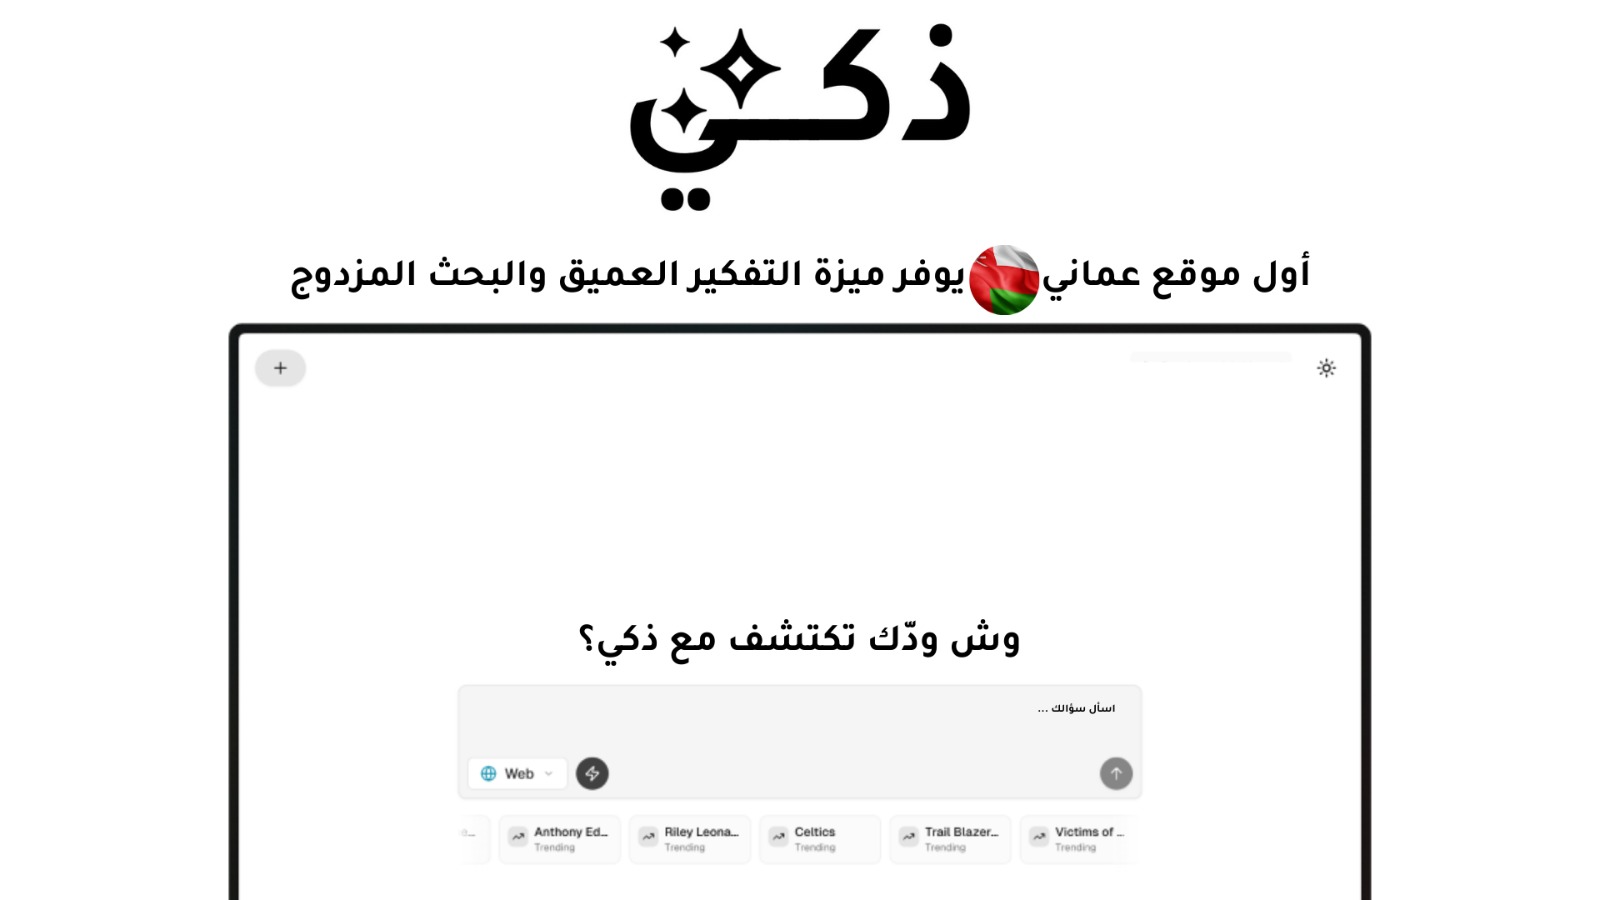 ذكي
أول موقع عماني يوفر ميزة التفكير العميق والبحث المزدوج
وش ودّك تكتشف مع ذكي؟
اسأل سؤالك ...
Web
Anthony Ed... Riley Leona... Celtics Trail Blazer... Victims of ...
Trending Trending Trending Trending Trending